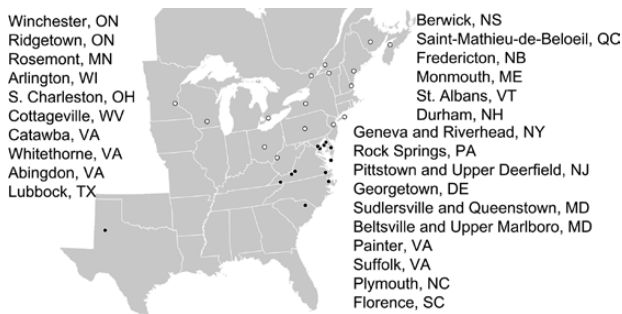 Winchester, ON
Ridgetown, ON
Rosemont, MN
Arlington, WI
S. Charleston, OH
Cottageville, WV
Catawba, VA
Whitethorne, VA
Abingdon, VA
Lubbock, TX
Berwick, NS
Saint-Mathieu-de-Beloeil, QC
Fredericton, NB
Monmouth, ME
St. Albans, VT
Durham, NH
Geneva and Riverhead, NY
Rock Springs, PA
Pittstown and Upper Deerfield, NJ
Georgetown, DE
Sudlersville and Queenstown, MD
Beltsville and Upper Marlboro, MD
Painter, VA
Suffolk, VA
Plymouth, NC
Florence, SC